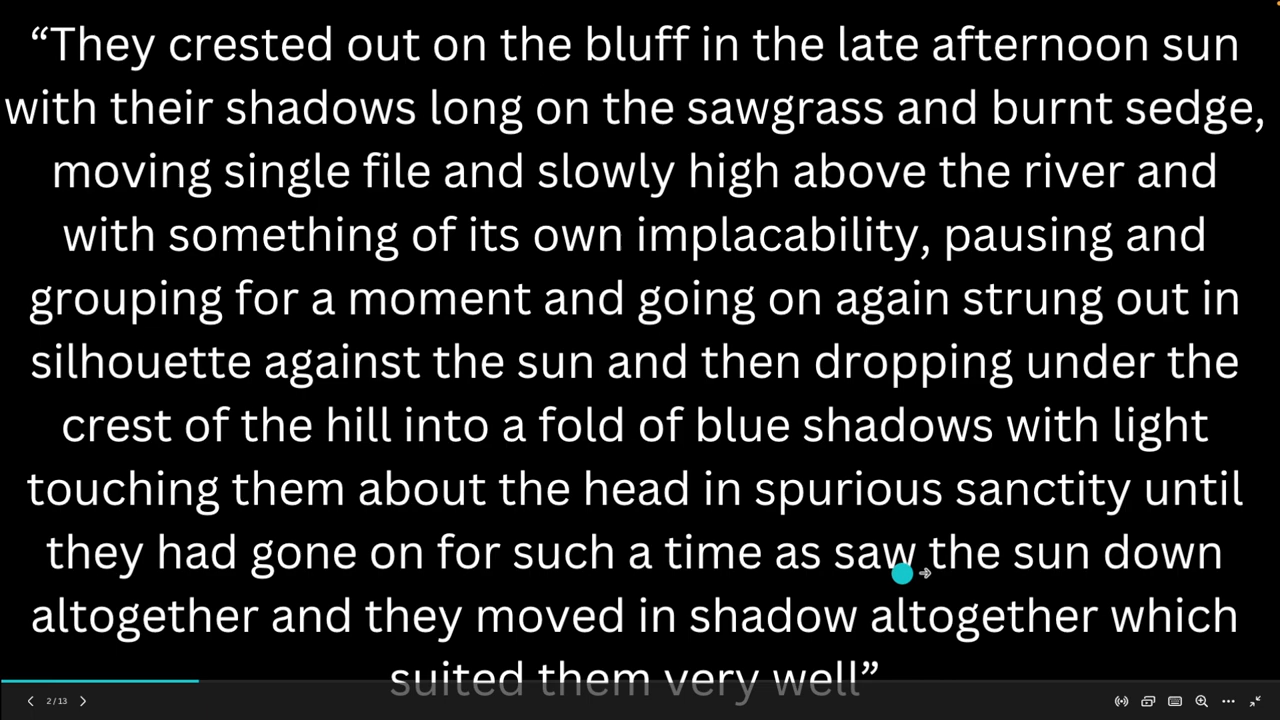 “They crested out on the bluff in the late afternoon sun
with their shadows long on the sawgrass and burnt sedge,
moving single file and slowly high above the river and
with something of its own implacability, pausing and
grouping for a moment and going on again strung out in
silhouette against the sun and then dropping under the
crest of the hill into a fold of blue shadows with light
touching them about the head in spurious sanctity until
they had gone on for such a time as saw the sun down
altogether and they moved in shadow altogether which
suited them very well”
2 / 13